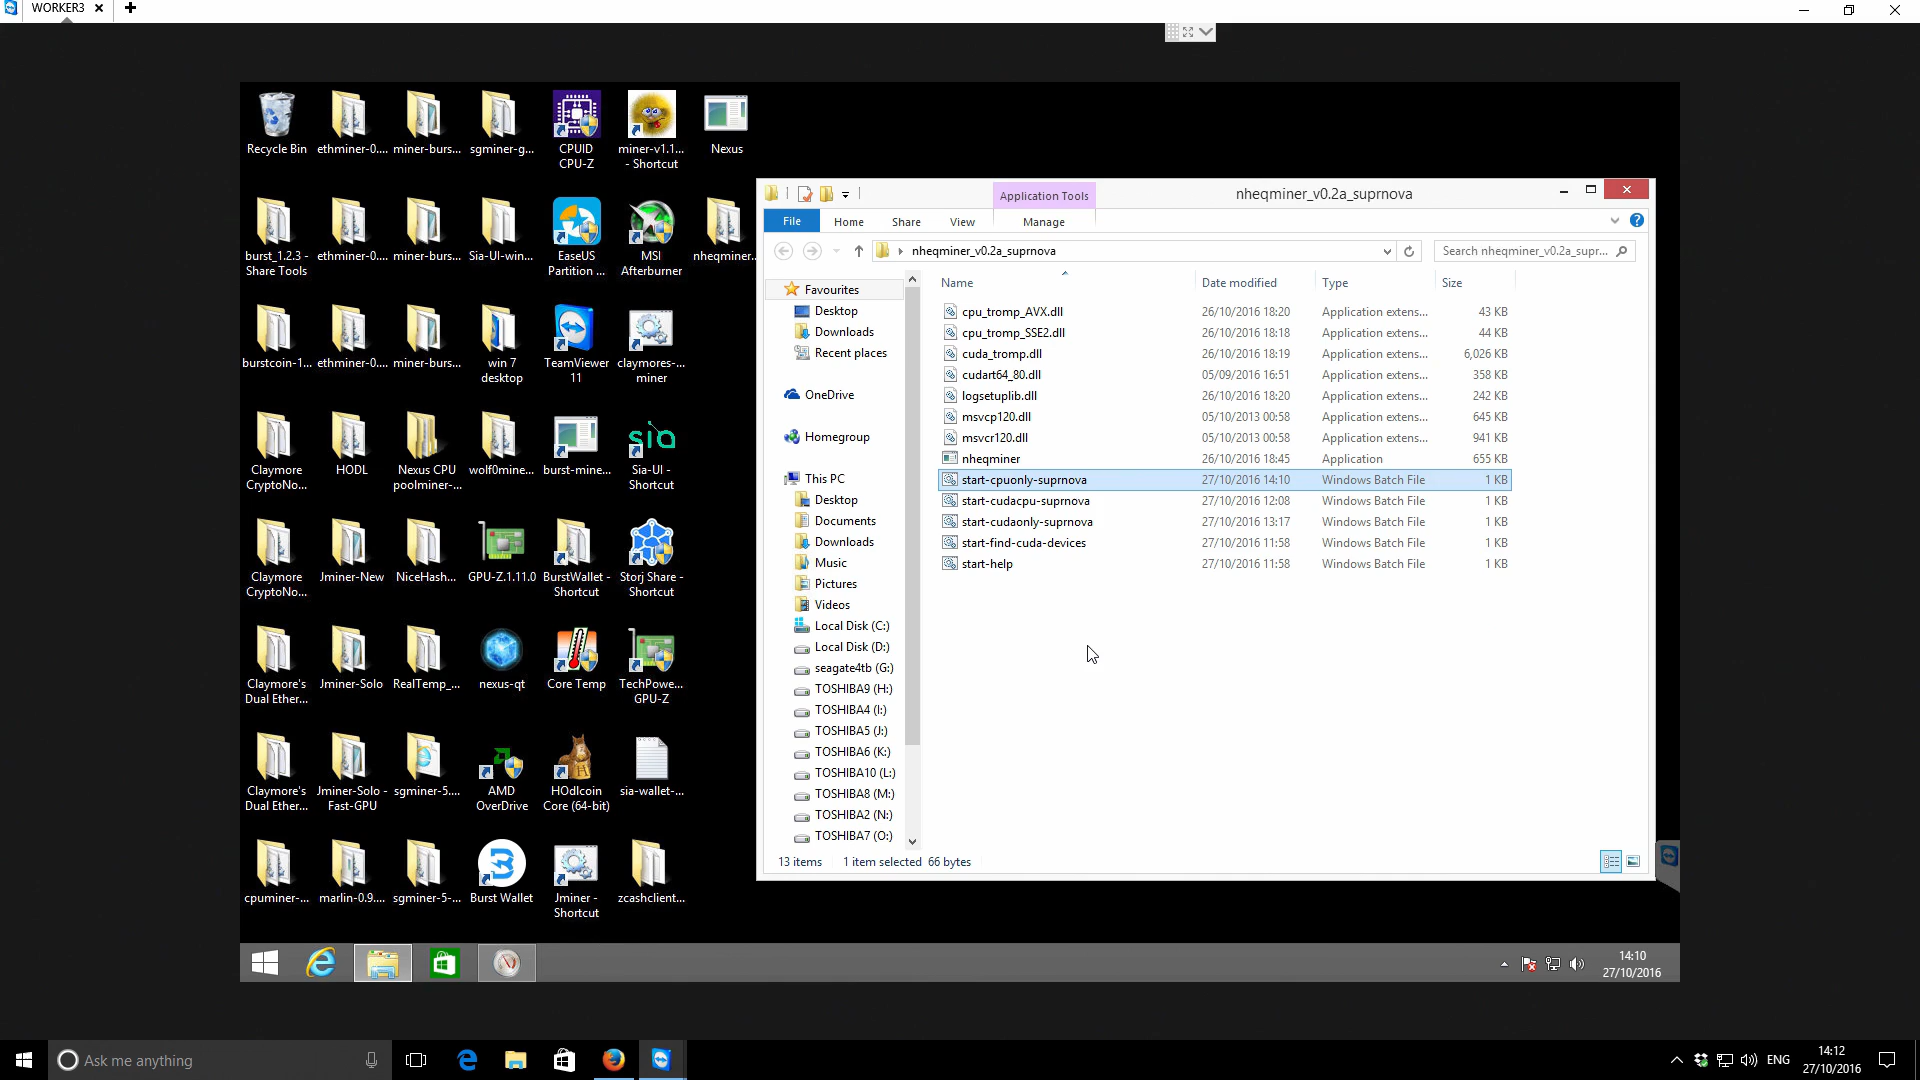 WORKER3
Recycle Bin
ethminer-0....
miner-burs...
sgminer-g...
CPUID
CPU-Z
miner-v1.1...
- Shortcut
Nexus
burst_1.2.3 -
Share Tools
ethminer-0....
miner-burs...
Sia-UI-win...
EaseUS
Partition ...
MSI
Afterburner
nheqminer...
burstcoin-1...
ethminer-0....
miner-burs...
win 7
desktop
TeamViewer
11
claymores-...
miner
Claymore
CryptoNo...
HODL
Nexus CPU
poolminer-...
wolf0mine...
burst-mine...
sia
Sia-UI -
Shortcut
Claymore
CryptoNo...
Jminer-New
NiceHash...
GPU-Z.1.11.0
BurstWallet -
Shortcut
Storj Share -
Shortcut
Claymore's
Dual Ether...
Jminer-Solo
RealTemp_...
nexus-qt
Core Temp
TechPowe...
GPU-Z
Claymore's
Dual Ether...
Jminer-Solo -
Fast-GPU
sgminer-5....
AMD
OverDrive
HOdlcoin
Core (64-bit)
sia-wallet-...
cpuminer-...
marlin-0.9....
sgminer-5-...
Burst Wallet
Jminer -
Shortcut
zcashclient...
Application Tools
nheqminer_v0.2a_suprnova
File Home Share View Manage
nheqminer_v0.2a_suprnova
Search nheqminer_v0.2a_supr...
Favourites
Desktop
Downloads
Recent places
OneDrive
Homegroup
This PC
Desktop
Documents
Downloads
Music
Pictures
Videos
Local Disk (C:)
Local Disk (D:)
seagate4tb (G:)
TOSHIBA9 (H:)
TOSHIBA4 (I:)
TOSHIBA5 (J:)
TOSHIBA6 (K:)
TOSHIBA10 (L:)
TOSHIBA8 (M:)
TOSHIBA2 (N:)
TOSHIBA7 (O:)
Name Date modified Type Size
cpu_tromp_AVX.dll 26/10/2016 18:20 Application extens... 43 KB
cpu_tromp_SSE2.dll 26/10/2016 18:18 Application extens... 44 KB
cuda_tromp.dll 26/10/2016 18:19 Application extens... 6,026 KB
cudart64_80.dll 05/09/2016 16:51 Application extens... 358 KB
logsetuplib.dll 26/10/2016 18:20 Application extens... 242 KB
msvcp120.dll 05/10/2013 00:58 Application extens... 645 KB
msvcr120.dll 05/10/2013 00:58 Application extens... 941 KB
nheqminer 26/10/2016 18:45 Application 655 KB
start-cpuonly-suprnova 27/10/2016 14:10 Windows Batch File 1 KB
start-cudacpu-suprnova 27/10/2016 12:08 Windows Batch File 1 KB
start-cudaonly-suprnova 27/10/2016 13:17 Windows Batch File 1 KB
start-find-cuda-devices 27/10/2016 11:58 Windows Batch File 1 KB
start-help 27/10/2016 11:58 Windows Batch File 1 KB
13 items 1 item selected 66 bytes
14:10
27/10/2016
Ask me anything
ENG
14:12
27/10/2016